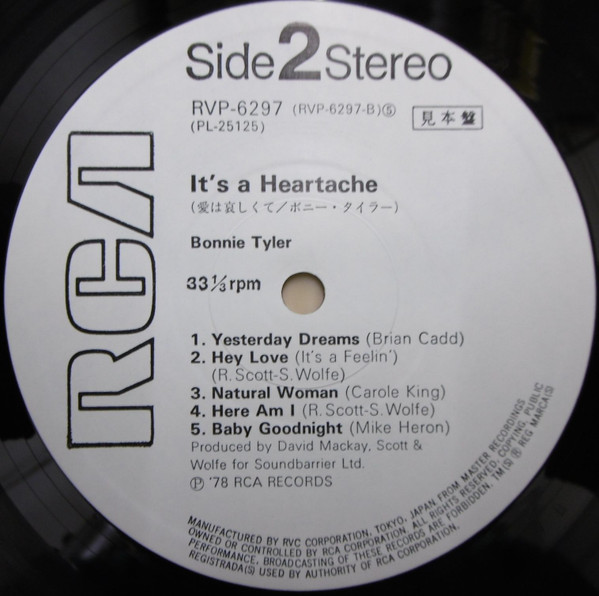 Side 2 Stereo
RVP-6297 (RVP-6297-B)⑤
(PL-25125)
見本盤
RCA
It's a Heartache
(愛は哀しくて/ボニー・タイラー)
Bonnie Tyler
33 1/3 rpm
1. Yesterday Dreams (Brian Cadd)
2. Hey Love (It's a Feelin')
(R.Scott-S.Wolfe)
3. Natural Woman (Carole King)
4. Here Am I (R.Scott-S.Wolfe)
5. Baby Goodnight (Mike Heron)
Produced by David Mackay, Scott &
Wolfe for Soundbarrier Ltd.
℗ '78 RCA RECORDS
MANUFACTURED BY RVC CORPORATION, TOKYO, JAPAN FROM MASTER RECORDINGS
OWNED OR CONTROLLED BY RCA CORPORATION. ALL RIGHTS RESERVED. COPYING, PUBLIC
PERFORMANCE, BROADCASTING OF THESE RECORDS ARE FORBIDDEN. TM(S) ® REG MARCA(S)
REGISTRADA(S) USED BY AUTHORITY OF RCA CORPORATION.